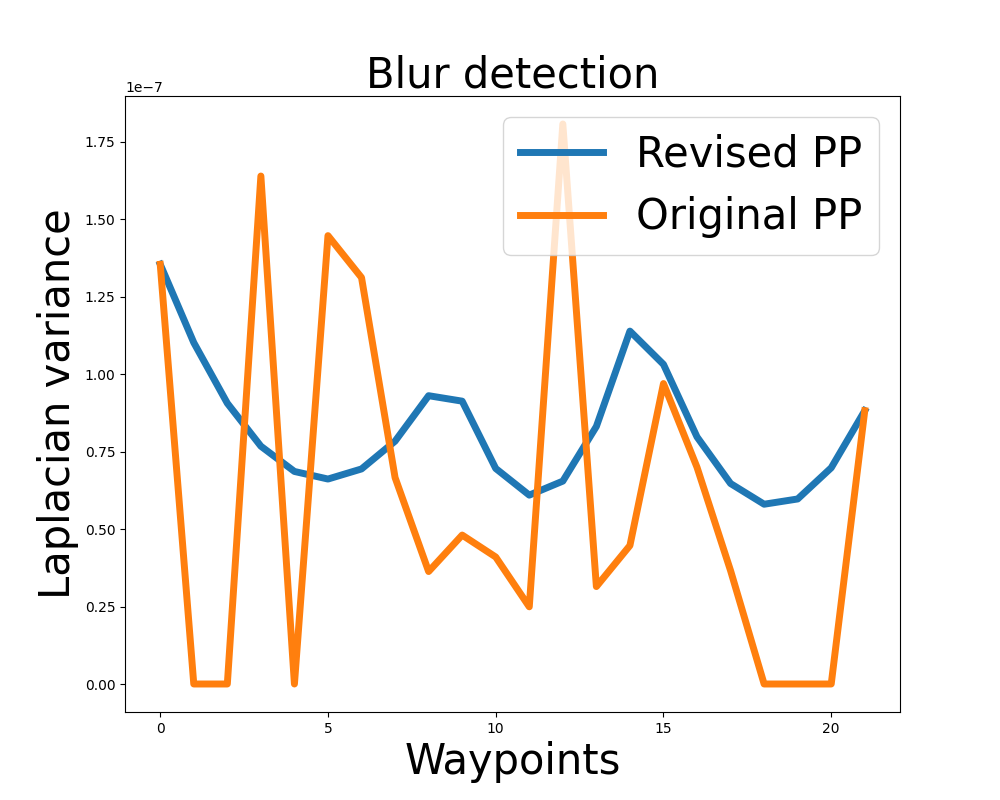 Blur detection
1e−7
Revised PP
Original PP
Laplacian variance
1.75
1.50
1.25
1.00
0.75
0.50
0.25
0.00
0 5 10 15 20
Waypoints